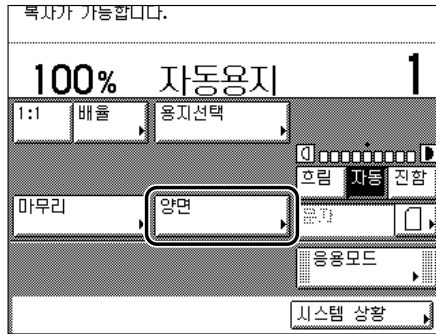 복사가 가능합니다.
100% 자동용지 1
1:1 배율 용지선택
흐림 자동 진함
마무리 양면 문자
응용모드
시스템 상황